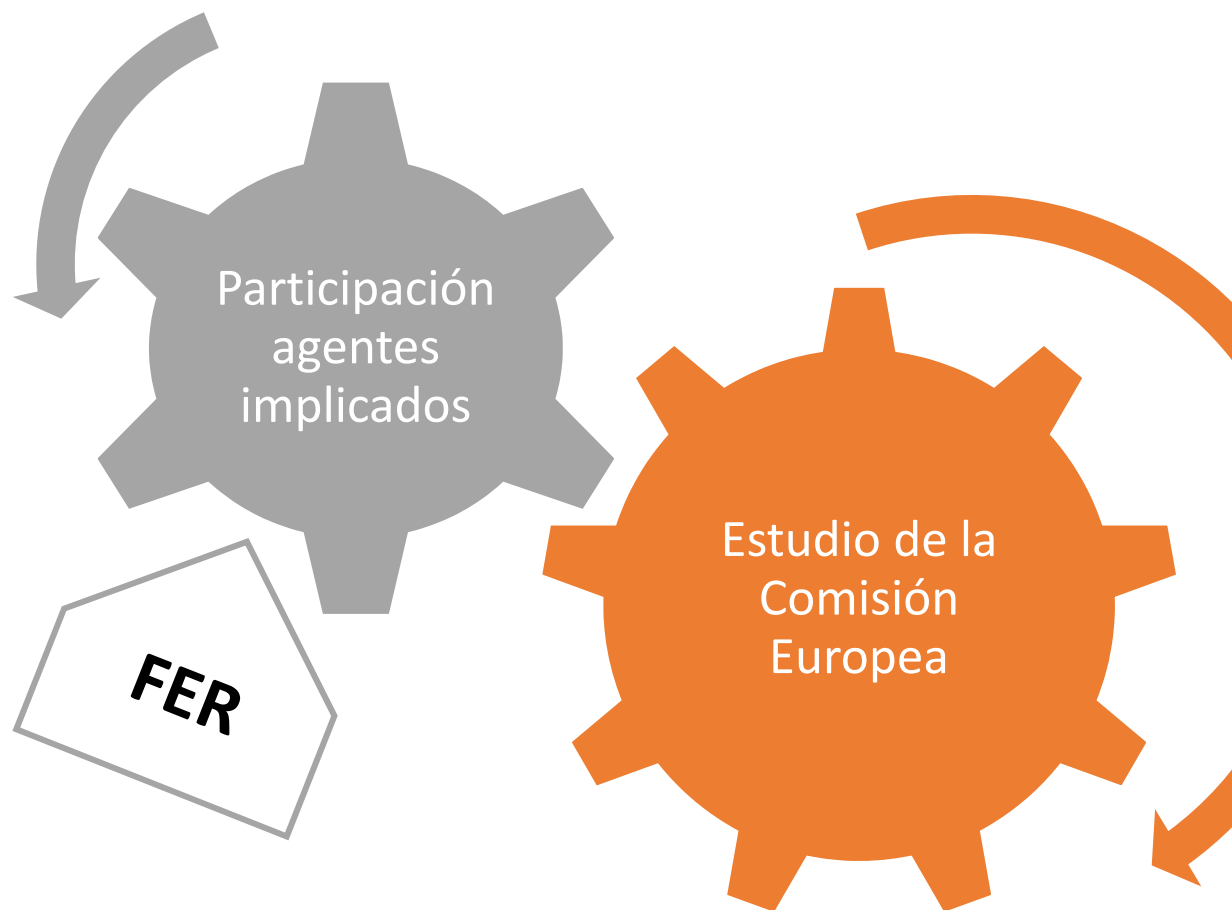 Participación
agentes
implicados
Estudio de la
Comisión
Europea
FER